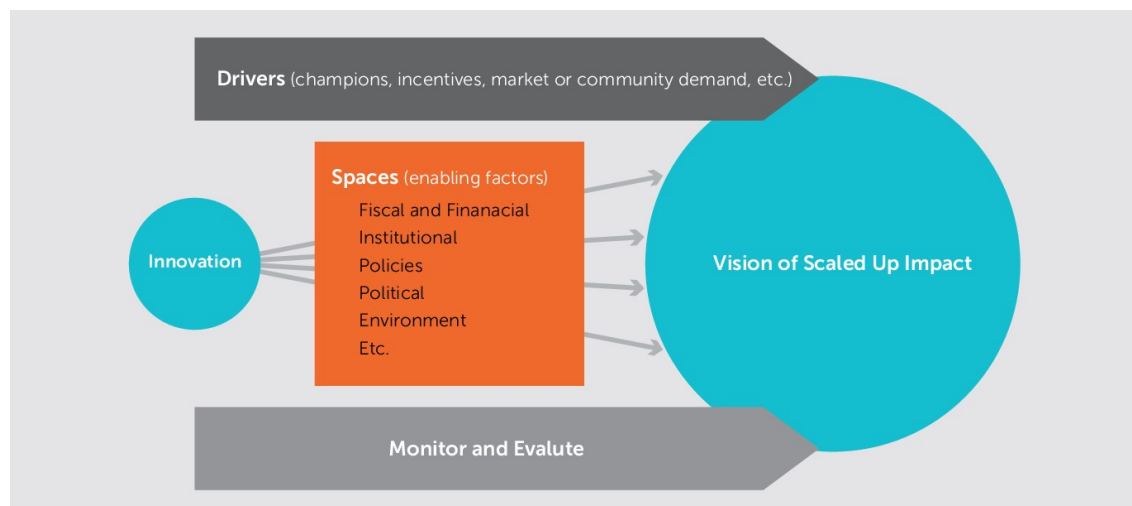 Drivers (champions, incentives, market or community demand, etc.)
Spaces (enabling factors)
Fiscal and Finanacial
Institutional
Policies
Political
Environment
Etc.
Innovation
Vision of Scaled Up Impact
Monitor and Evalute